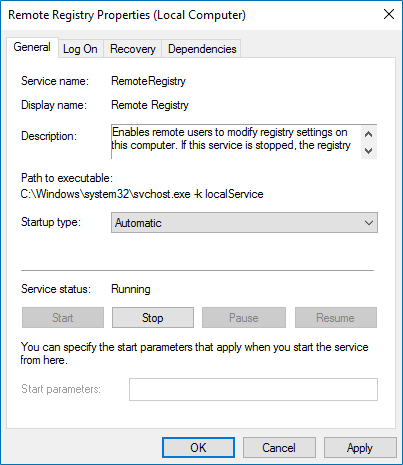 Remote Registry Properties (Local Computer)
General Log On Recovery Dependencies
Service name: RemoteRegistry
Display name: Remote Registry
Description: Enables remote users to modify registry settings on
this computer. If this service is stopped, the registry
Path to executable:
C:\Windows\system32\svchost.exe -k localService
Startup type: Automatic
Service status: Running
Start Stop Pause Resume
You can specify the start parameters that apply when you start the service
from here.
Start parameters:
OK Cancel Apply